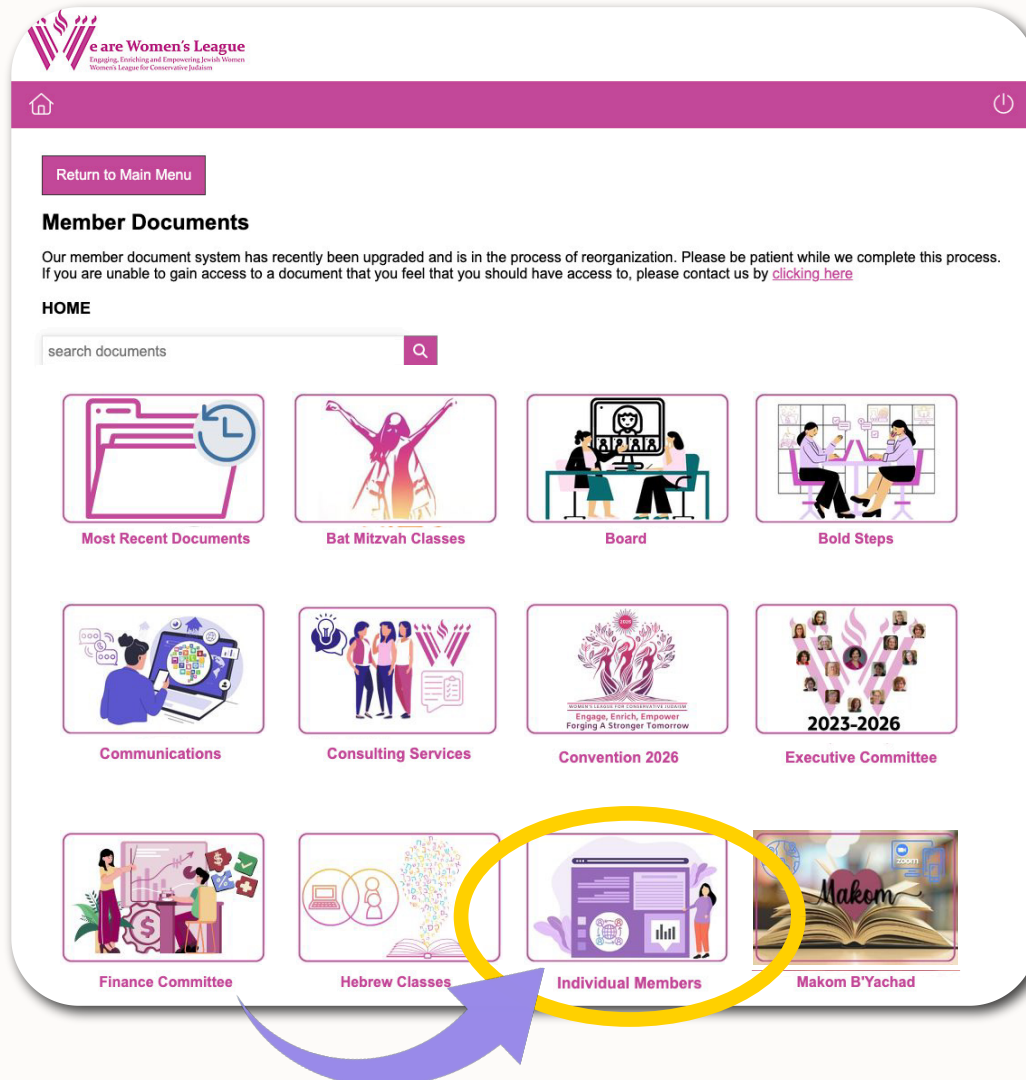 e are Women's League
Engaging, Enriching and Empowering Jewish Women
Women's League for Conservative Judaism
Return to Main Menu
Member Documents
Our member document system has recently been upgraded and is in the process of reorganization. Please be patient while we complete this process.
If you are unable to gain access to a document that you feel that you should have access to, please contact us by clicking here
HOME
search documents
Most Recent Documents
Bat Mitzvah Classes
Board
Bold Steps
2026
WOMEN'S LEAGUE FOR CONSERVATIVE JUDAISM
Engage, Enrich, Empower
Forging A Stronger Tomorrow
2023-2026
Communications
Consulting Services
Convention 2026
Executive Committee
zoom
Makom
Finance Committee
Hebrew Classes
Individual Members
Makom B'Yachad